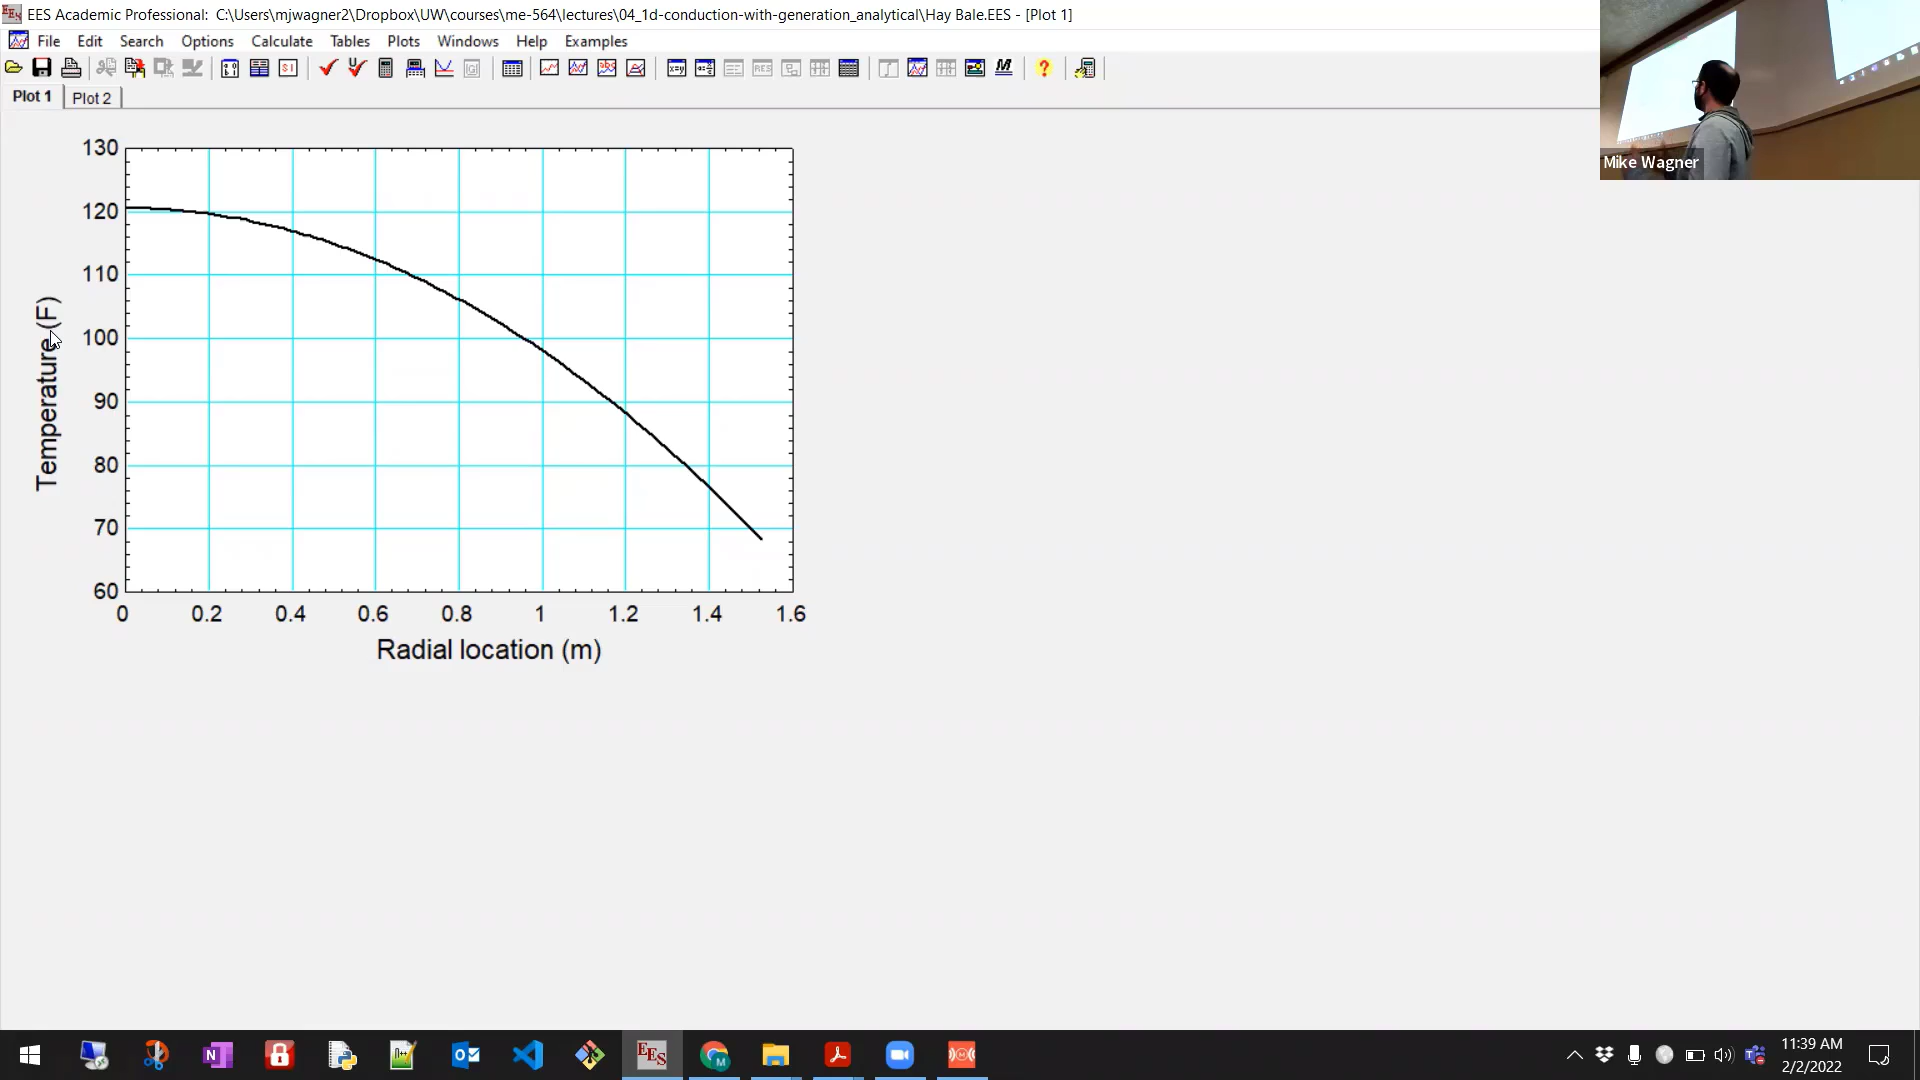 EES Academic Professional: C:\Users\mjwagner2\Dropbox\UW\courses\me-564\lectures\04_1d-conduction-with-generation_analytical\Hay Bale.EES - [Plot 1]
File Edit Search Options Calculate Tables Plots Windows Help Examples
Plot 1 Plot 2
Mike Wagner
130
120
110
100
90
80
70
60
Temperature (F)
0 0.2 0.4 0.6 0.8 1 1.2 1.4 1.6
Radial location (m)
11:39 AM
2/2/2022